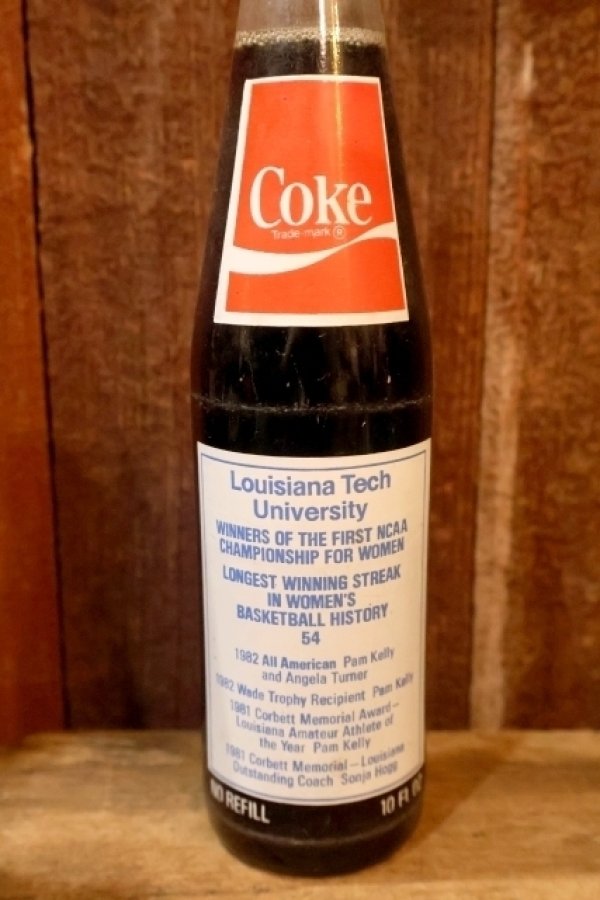 Coke
Trade-mark ®
Louisiana Tech
University
WINNERS OF THE FIRST NCAA
CHAMPIONSHIP FOR WOMEN
LONGEST WINNING STREAK
IN WOMEN'S
BASKETBALL HISTORY
54
1982 All American Pam Kelly
and Angela Turner
1982 Wade Trophy Recipient Pam Kelly
1981 Corbett Memorial Award –
Louisiana Amateur Athlete of
the Year Pam Kelly
1981 Corbett Memorial – Louisiana
Outstanding Coach Sonja Hogg
NO REFILL
10 FL OZ